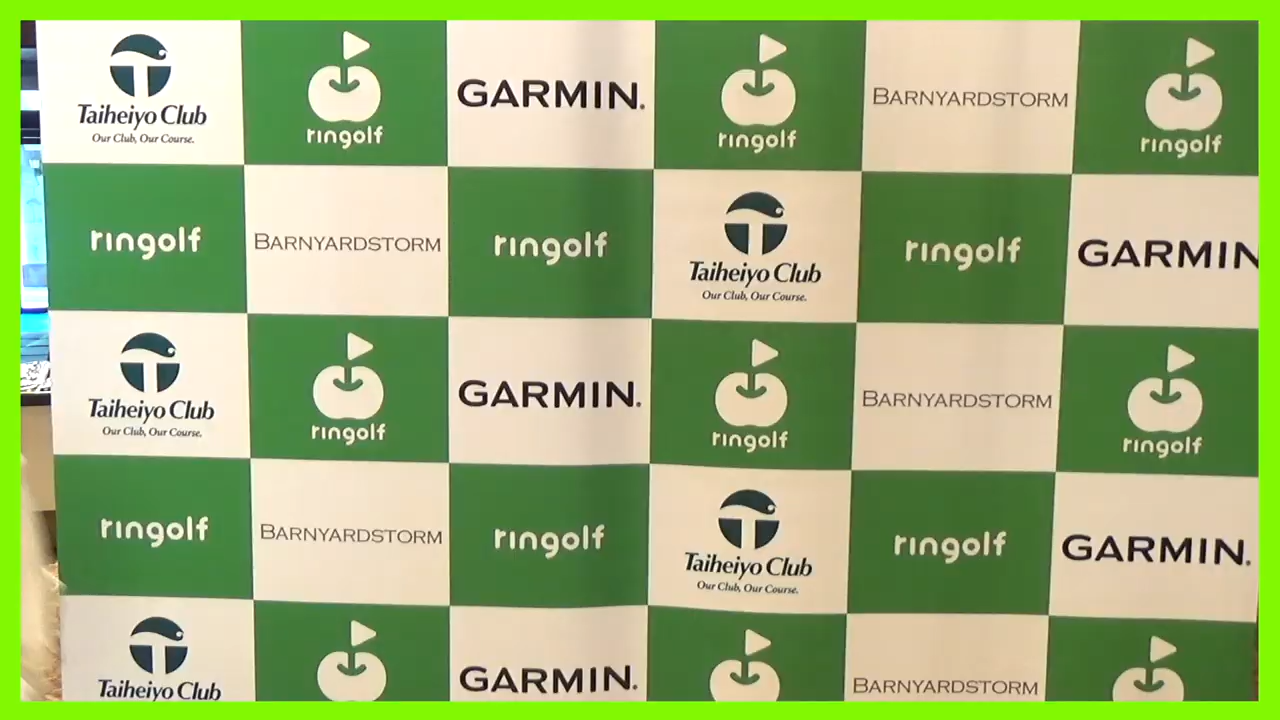 Taiheiyo Club
Our Club, Our Course.
ringolf
GARMIN.
ringolf
BARNYARDSTORM
ringolf
ringolf
BARNYARDSTORM
ringolf
Taiheiyo Club
Our Club, Our Course.
ringolf
GARMIN
Taiheiyo Club
Our Club, Our Course.
ringolf
GARMIN.
ringolf
BARNYARDSTORM
ringolf
ringolf
BARNYARDSTORM
ringolf
Taiheiyo Club
Our Club, Our Course.
ringolf
GARMIN.
Taiheiyo Club
GARMIN.
BARNYARDSTORM